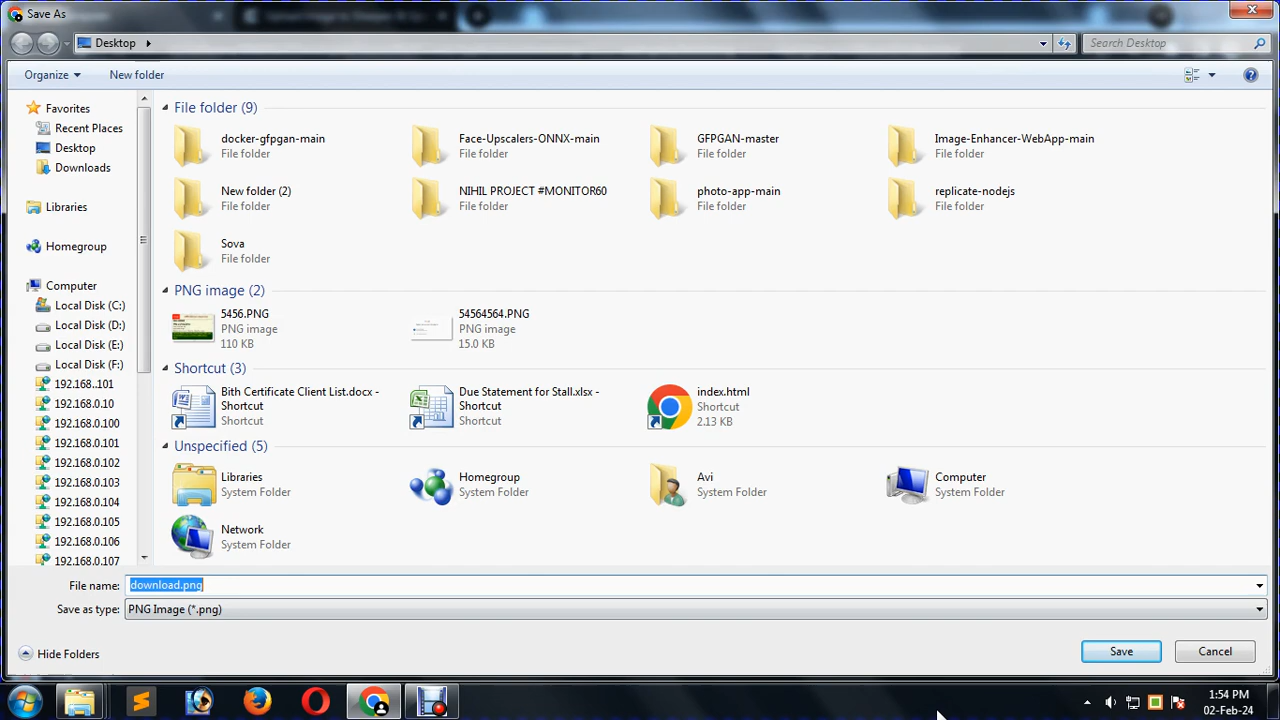 Save As
Desktop
Search Desktop
Organize
New folder
Favorites
Recent Places
Desktop
Downloads
Libraries
Homegroup
Computer
Local Disk (C:)
Local Disk (D:)
Local Disk (E:)
Local Disk (F:)
192.168..101
192.168.0.10
192.168.0.100
192.168.0.101
192.168.0.102
192.168.0.103
192.168.0.104
192.168.0.105
192.168.0.106
192.168.0.107
File folder (9)
docker-gfpgan-main
File folder
Face-Upscalers-ONNX-main
File folder
GFPGAN-master
File folder
Image-Enhancer-WebApp-main
File folder
New folder (2)
File folder
NIHIL PROJECT #MONITOR60
File folder
photo-app-main
File folder
replicate-nodejs
File folder
Sova
File folder
PNG image (2)
5456.PNG
PNG image
110 KB
54564564.PNG
PNG image
15.0 KB
Shortcut (3)
Bith Certificate Client List.docx -
Shortcut
Shortcut
Due Statement for Stall.xlsx -
Shortcut
Shortcut
index.html
Shortcut
2.13 KB
Unspecified (5)
Libraries
System Folder
Homegroup
System Folder
Avi
System Folder
Computer
System Folder
Network
System Folder
File name: download.png
Save as type: PNG Image (*.png)
Hide Folders
Save
Cancel
1:54 PM
02-Feb-24